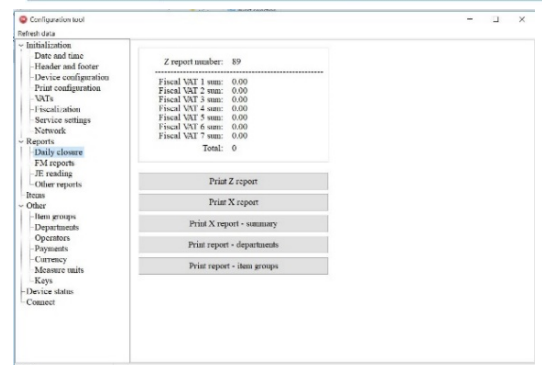 Configuration tool
Refresh data
Initialization
Date and time
Header and footer
Device configuration
Print configuration
VATs
Fiscalization
Service settings
Network
Reports
Daily closure
FM reports
JE reading
Other reports
Items
Other
Item groups
Departments
Operators
Payments
Currency
Measure units
Keys
Device status
Connect
Z report number: 89
Fiscal VAT 1 sum: 0.00
Fiscal VAT 2 sum: 0.00
Fiscal VAT 3 sum: 0.00
Fiscal VAT 4 sum: 0.00
Fiscal VAT 5 sum: 0.00
Fiscal VAT 6 sum: 0.00
Fiscal VAT 7 sum: 0.00
Total: 0
Print Z report
Print X report
Print X report - summary
Print report - departments
Print report - item groups